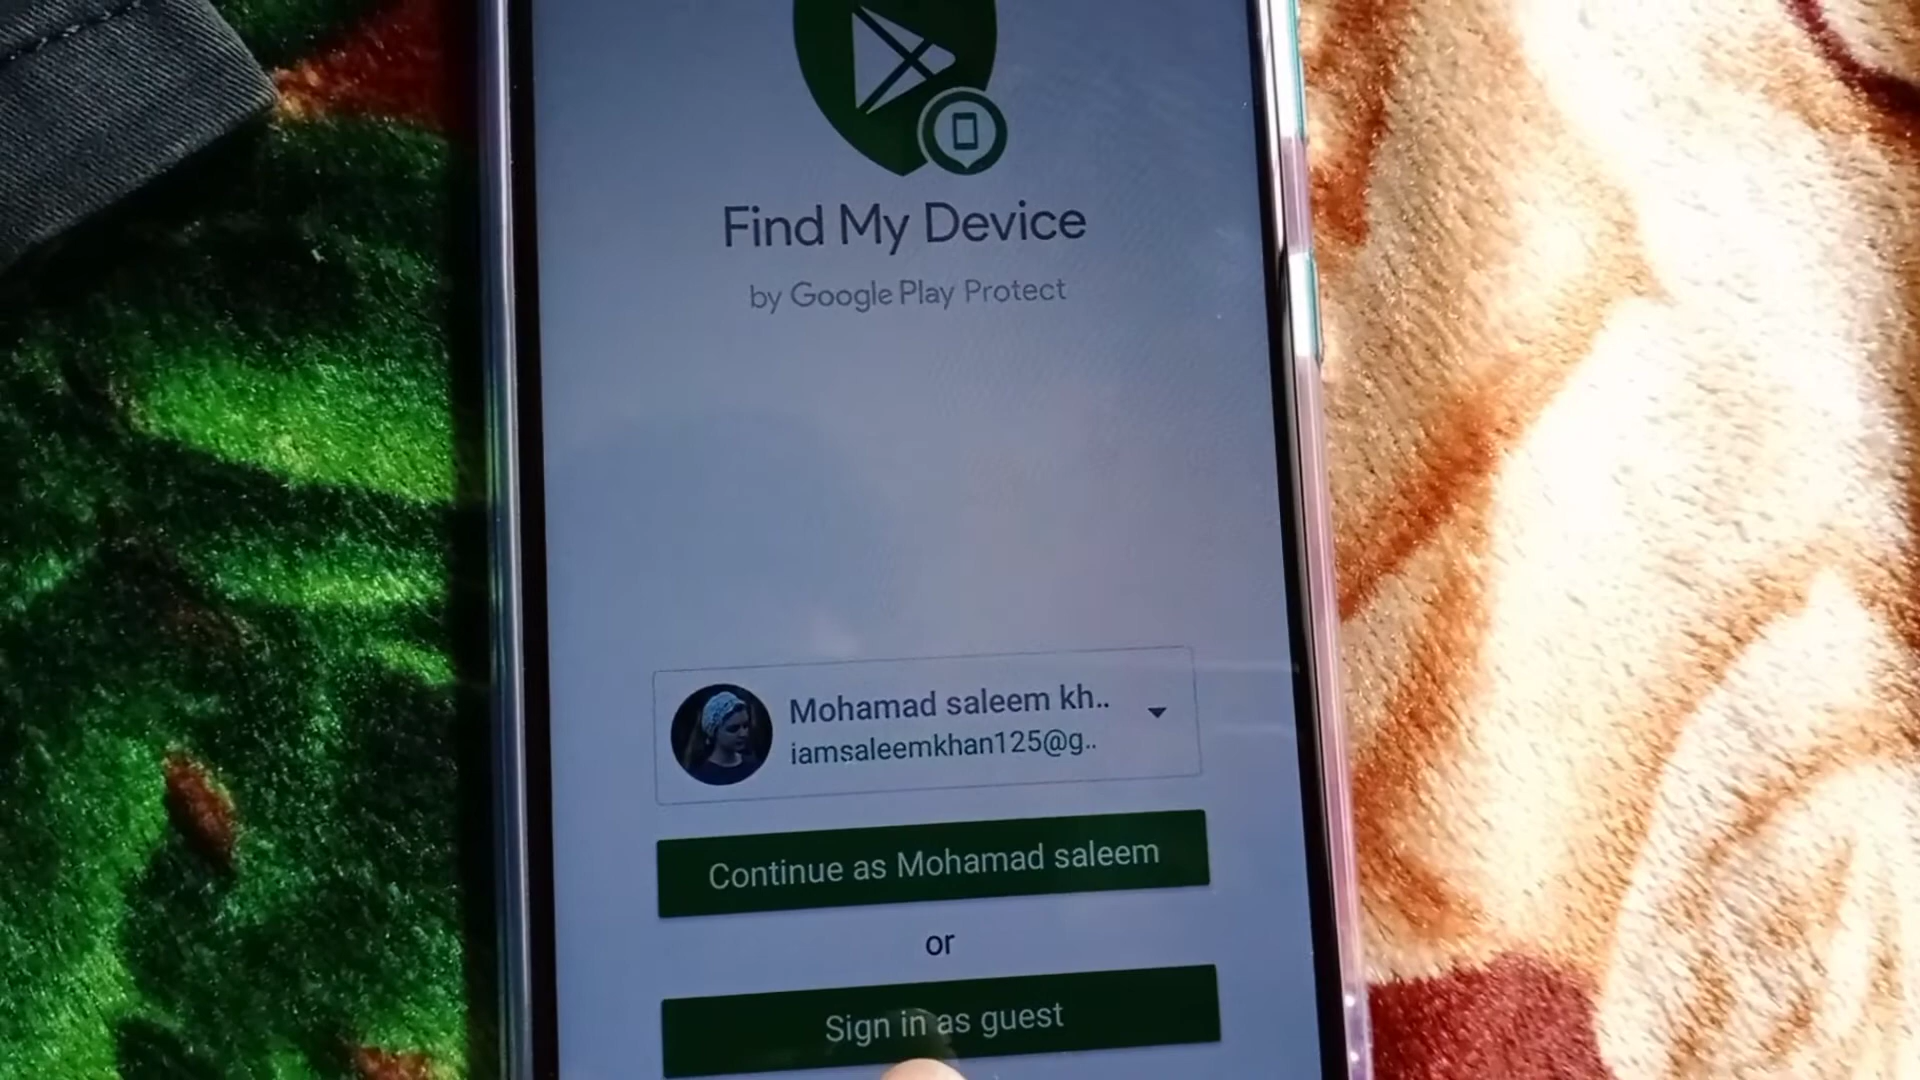 Find My Device
by Google Play Protect
Mohamad saleem kh..
iamsaleemkhan125@g..
Continue as Mohamad saleem
or
Sign in as guest